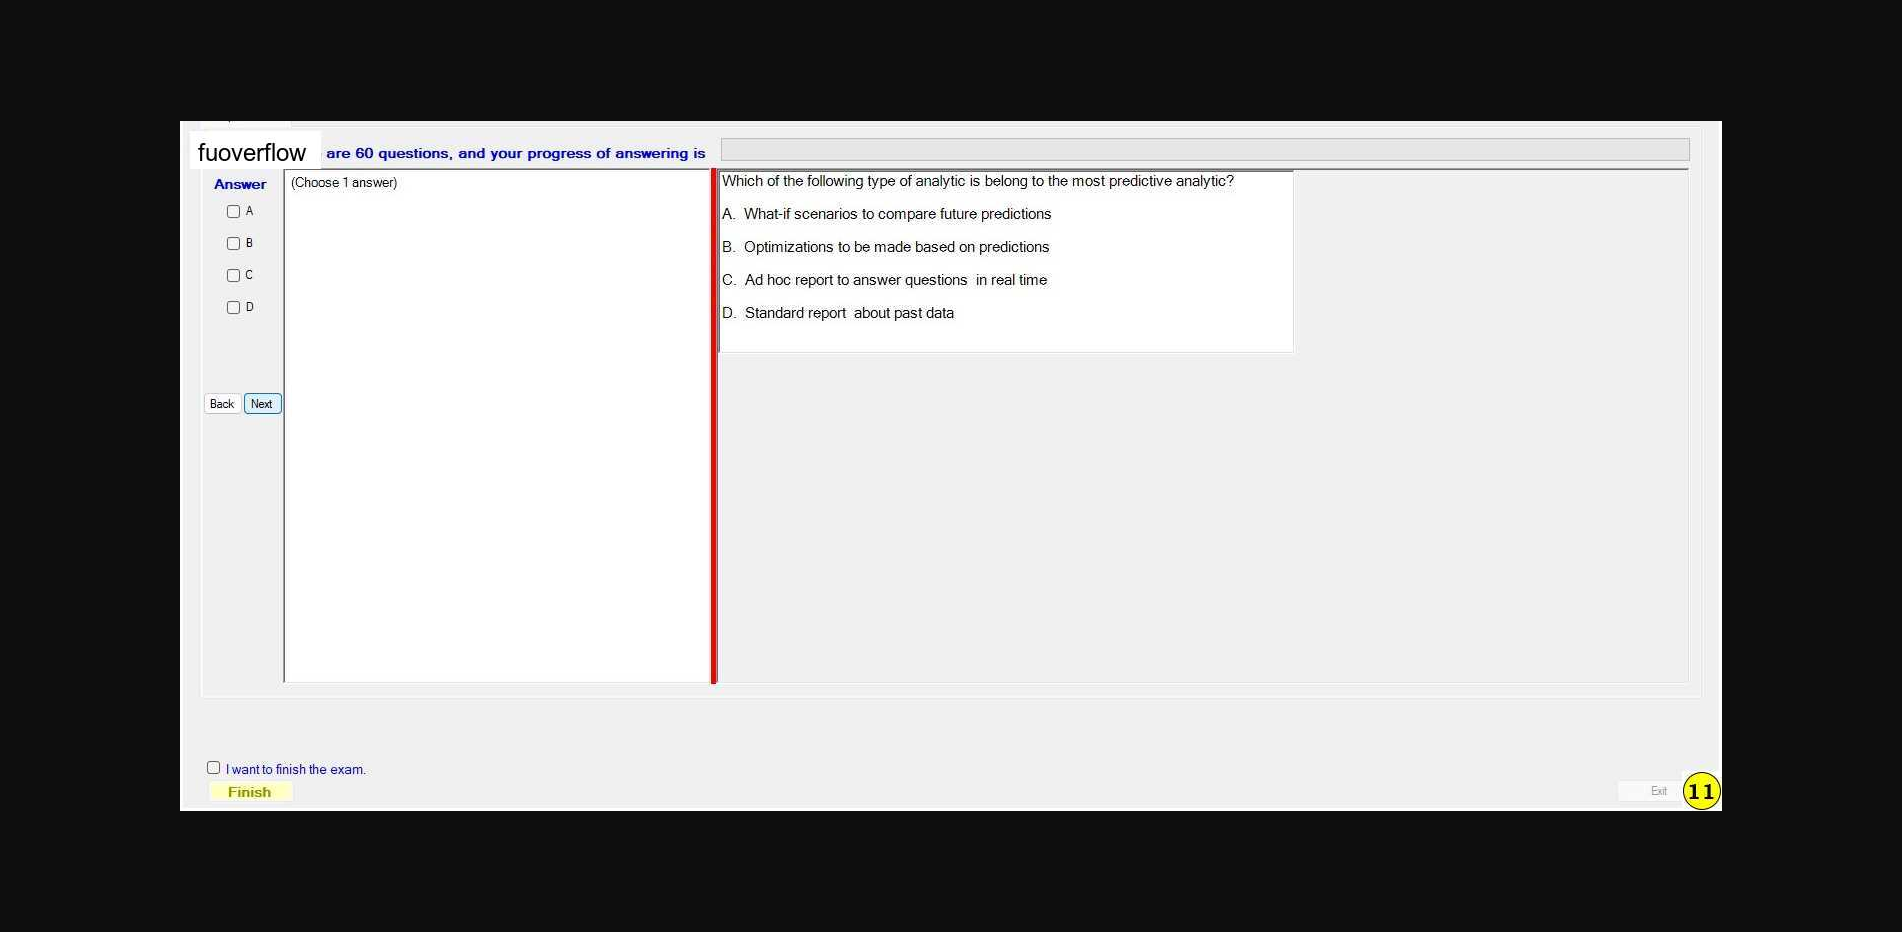 fuoverflow are 60 questions, and your progress of answering is
Answer
(Choose 1 answer)
A
B
C
D
Back Next
Which of the following type of analytic is belong to the most predictive analytic?
A. What-if scenarios to compare future predictions
B. Optimizations to be made based on predictions
C. Ad hoc report to answer questions in real time
D. Standard report about past data
I want to finish the exam.
Finish
Exit
11